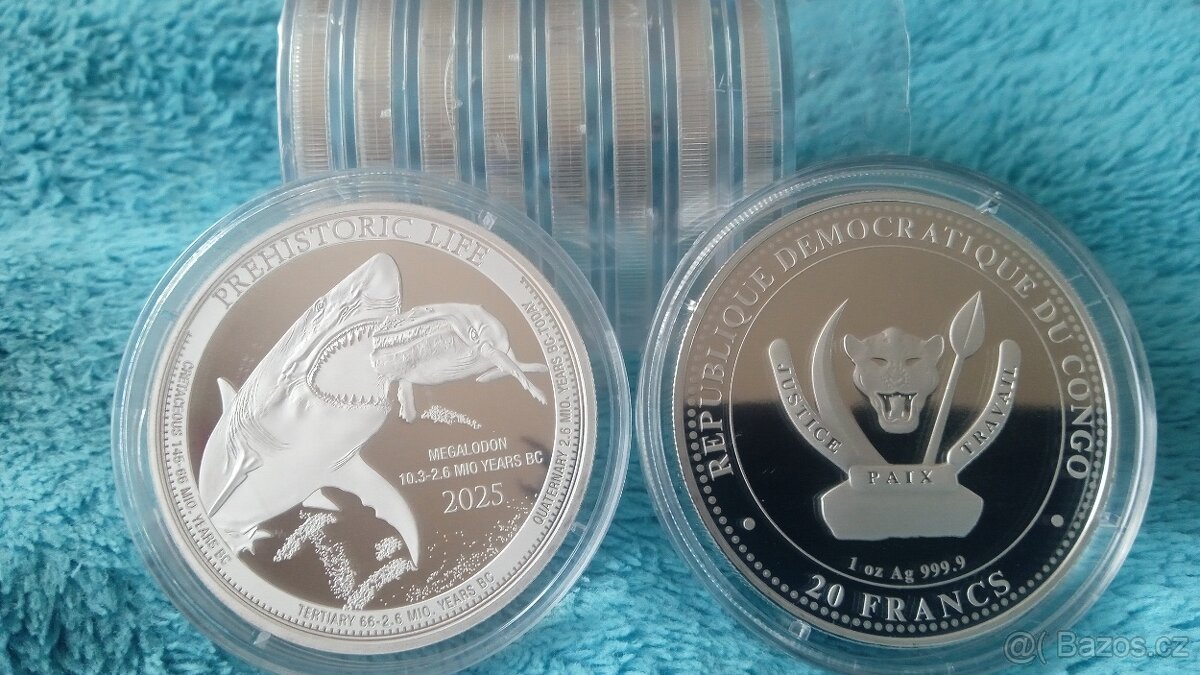 PREHISTORIC LIFE
CRETACEOUS 145-66 MIO. YEARS BC
TERTIARY 66-2.6 MIO. YEARS BC
QUATERNARY 2.6 MIO. YEARS BC-TODAY
MEGALODON
10.3-2.6 MIO YEARS BC
2025
REPUBLIQUE DEMOCRATIQUE DU CONGO
JUSTICE
PAIX
TRAVAIL
1 oz Ag 999.9
20 FRANCS
@( Bazos.cz